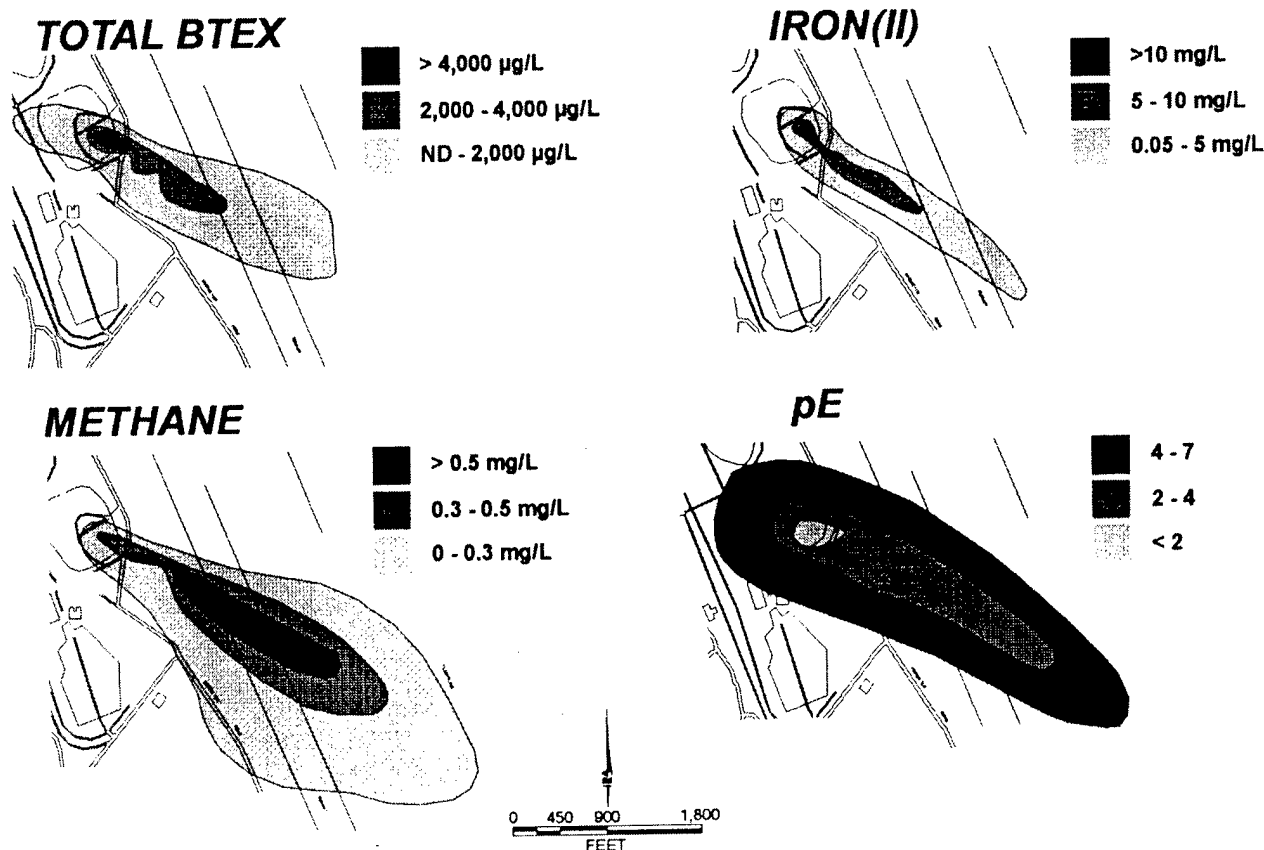 TOTAL BTEX
> 4,000 µg/L
2,000 - 4,000 µg/L
ND - 2,000 µg/L
IRON(II)
>10 mg/L
5 - 10 mg/L
0.05 - 5 mg/L
METHANE
> 0.5 mg/L
0.3 - 0.5 mg/L
0 - 0.3 mg/L
pE
4 - 7
2 - 4
< 2
0 450 900 1,800
FEET